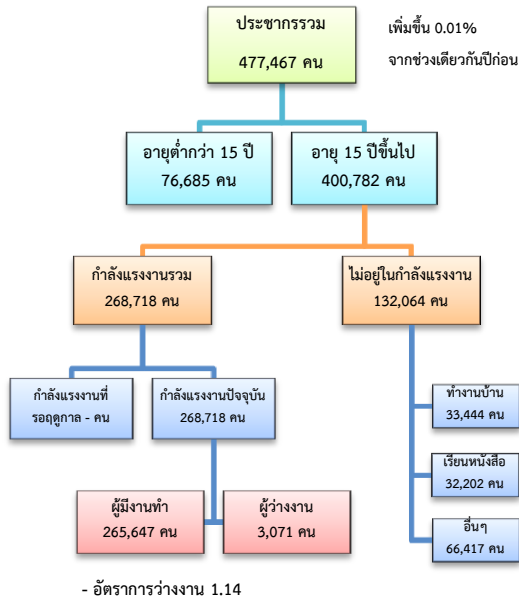 ประชากรรวม
477,467 คน
เพิ่มขึ้น 0.01%
จากช่วงเดียวกันปีก่อน
อายุต่ำกว่า 15 ปี
76,685 คน
อายุ 15 ปีขึ้นไป
400,782 คน
กำลังแรงงานรวม
268,718 คน
ไม่อยู่ในกำลังแรงงาน
132,064 คน
กำลังแรงงานที่
รอฤดูกาล - คน
กำลังแรงงานปัจจุบัน
268,718 คน
ทำงานบ้าน
33,444 คน
เรียนหนังสือ
32,202 คน
อื่นๆ
66,417 คน
ผู้มีงานทำ
265,647 คน
ผู้ว่างงาน
3,071 คน
- อัตราการว่างงาน 1.14